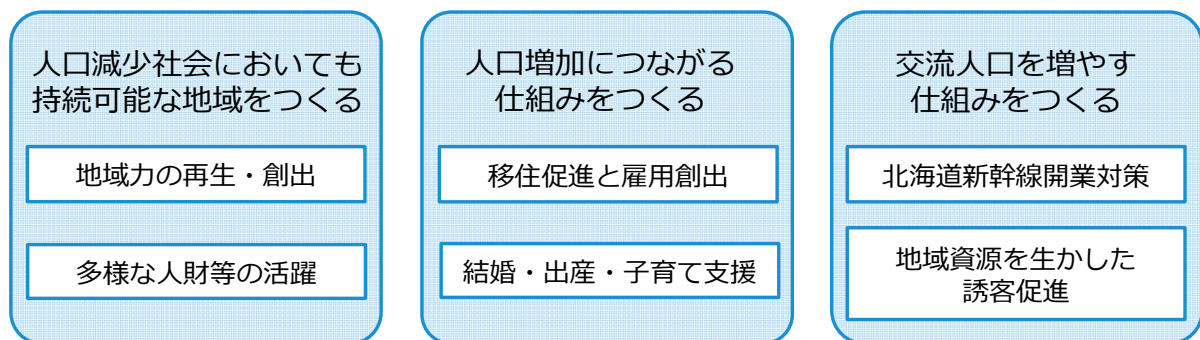 人口減少社会においても
持続可能な地域をつくる
地域力の再生・創出
多様な人財等の活躍
人口増加につながる
仕組みをつくる
移住促進と雇用創出
結婚・出産・子育て支援
交流人口を増やす
仕組みをつくる
北海道新幹線開業対策
地域資源を生かした
誘客促進